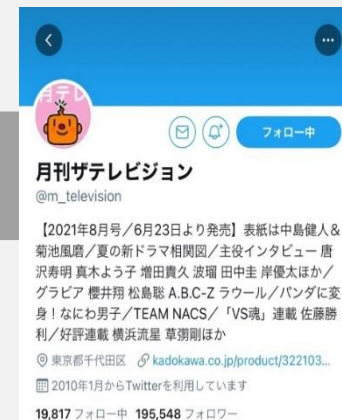 月テレ
フォロー中
月刊ザテレビジョン
@m_television
【2021年8月号／6月23日より発売】表紙は中島健人&
菊池風磨／夏の新ドラマ相関図／主役インタビュー 唐
沢寿明 真木よう子 増田貴久 波瑠 田中圭 岸優太ほか／
グラビア 櫻井翔 松島聡 A.B.C-Z ラウール／パンダに変
身！なにわ男子／TEAM NACS／「VS魂」連載 佐藤勝
利／好評連載 横浜流星 草彅剛ほか
東京都千代田区 kadokawa.co.jp/product/322103...
2010年1月からTwitterを利用しています
19,817 フォロー中 195,548 フォロワー